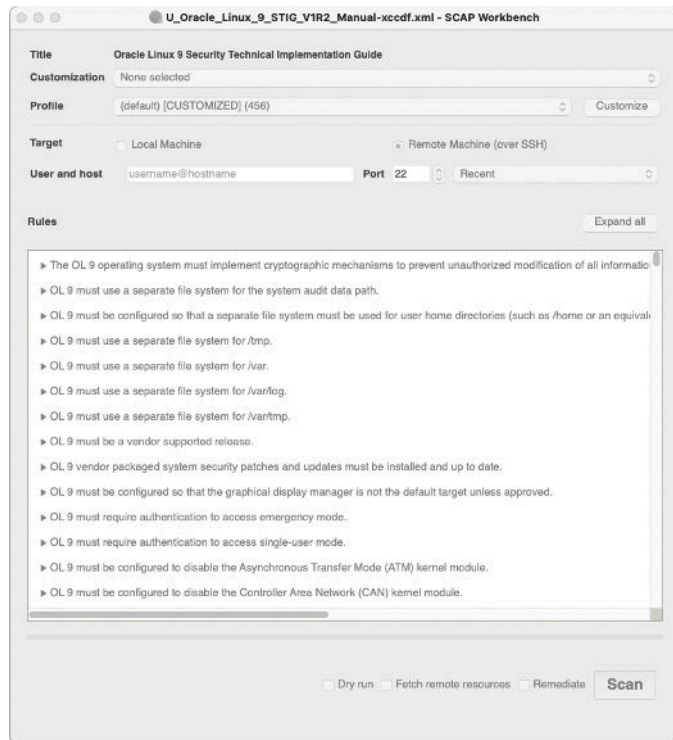 U_Oracle_Linux_9_STIG_V1R2_Manual-xccdf.xml - SCAP Workbench
Title Oracle Linux 9 Security Technical Implementation Guide
Customization None selected
Profile (default) [CUSTOMIZED] (456) Customize
Target Local Machine Remote Machine (over SSH)
User and host username@hostname Port 22 Recent
Rules Expand all
The OL 9 operating system must implement cryptographic mechanisms to prevent unauthorized modification of all informatio
OL 9 must use a separate file system for the system audit data path.
OL 9 must be configured so that a separate file system must be used for user home directories (such as /home or an equival
OL 9 must use a separate file system for /tmp.
OL 9 must use a separate file system for /var.
OL 9 must use a separate file system for /var/log.
OL 9 must use a separate file system for /var/tmp.
OL 9 must be a vendor supported release.
OL 9 vendor packaged system security patches and updates must be installed and up to date.
OL 9 must be configured so that the graphical display manager is not the default target unless approved.
OL 9 must require authentication to access emergency mode.
OL 9 must require authentication to access single-user mode.
OL 9 must be configured to disable the Asynchronous Transfer Mode (ATM) kernel module.
OL 9 must be configured to disable the Controller Area Network (CAN) kernel module.
Dry run Fetch remote resources Remediate Scan